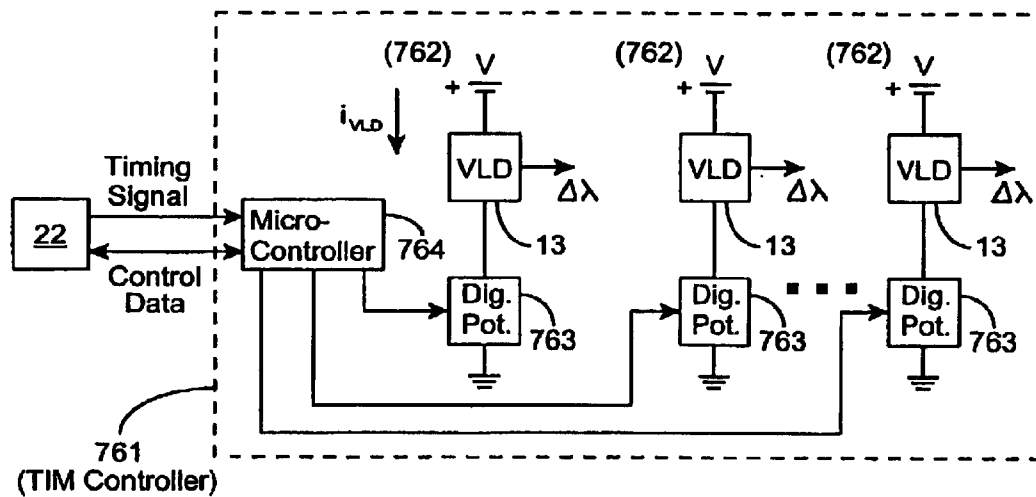 (762) V
+
(762) V
+
(762) V
+
iVLD
VLD
Δλ
VLD
Δλ
VLD
Δλ
Timing
Signal
22
Micro-
Controller
764
13
13
13
Control
Data
Dig.
Pot.
763
Dig.
Pot.
763
Dig.
Pot.
763
761
(TIM Controller)